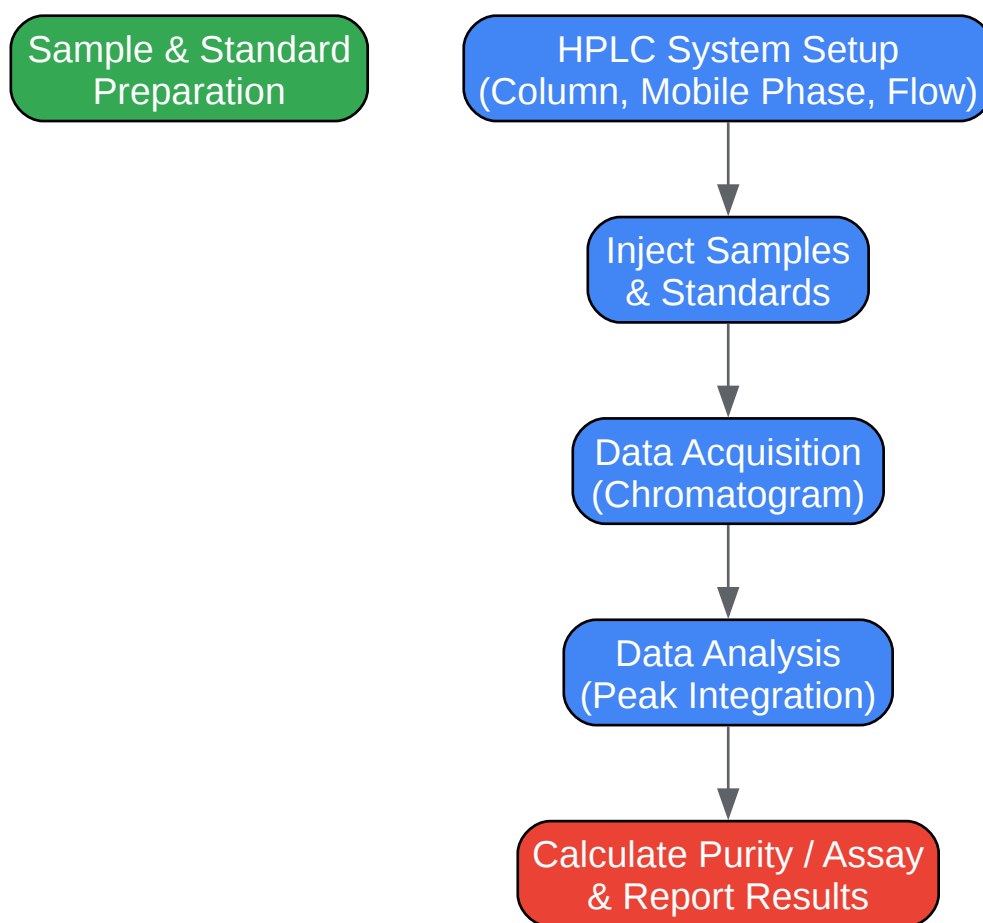 Sample & Standard
Preparation
HPLC System Setup
(Column, Mobile Phase, Flow)
Inject Samples
& Standards
Data Acquisition
(Chromatogram)
Data Analysis
(Peak Integration)
Calculate Purity / Assay
& Report Results